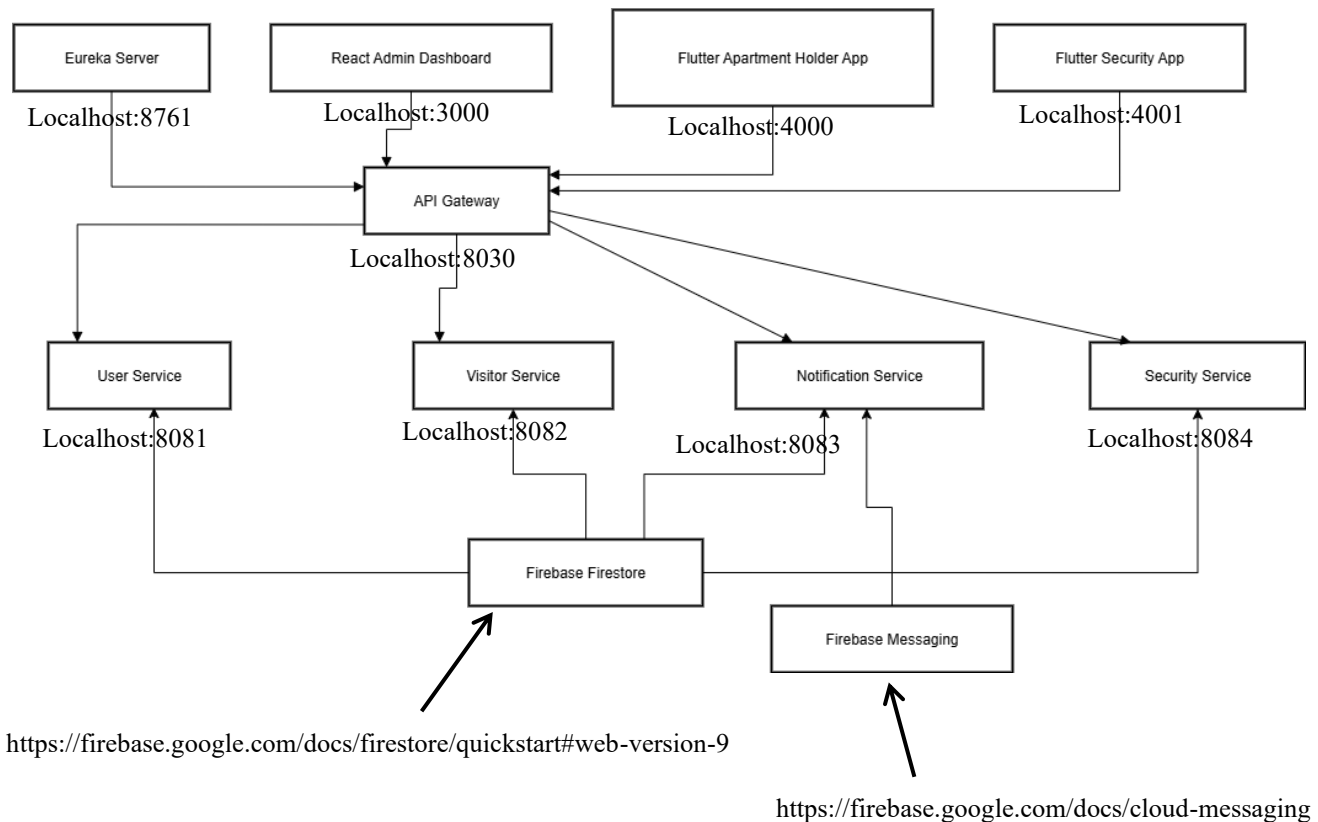 Eureka Server
React Admin Dashboard
Flutter Apartment Holder App
Flutter Security App
Localhost:8761
Localhost:3000
Localhost:4000
Localhost:4001
API Gateway
Localhost:8030
User Service
Visitor Service
Notification Service
Security Service
Localhost:8081
Localhost:8082
Localhost:8083
Localhost:8084
Firebase Firestore
Firebase Messaging
https://firebase.google.com/docs/firestore/quickstart#web-version-9
https://firebase.google.com/docs/cloud-messaging